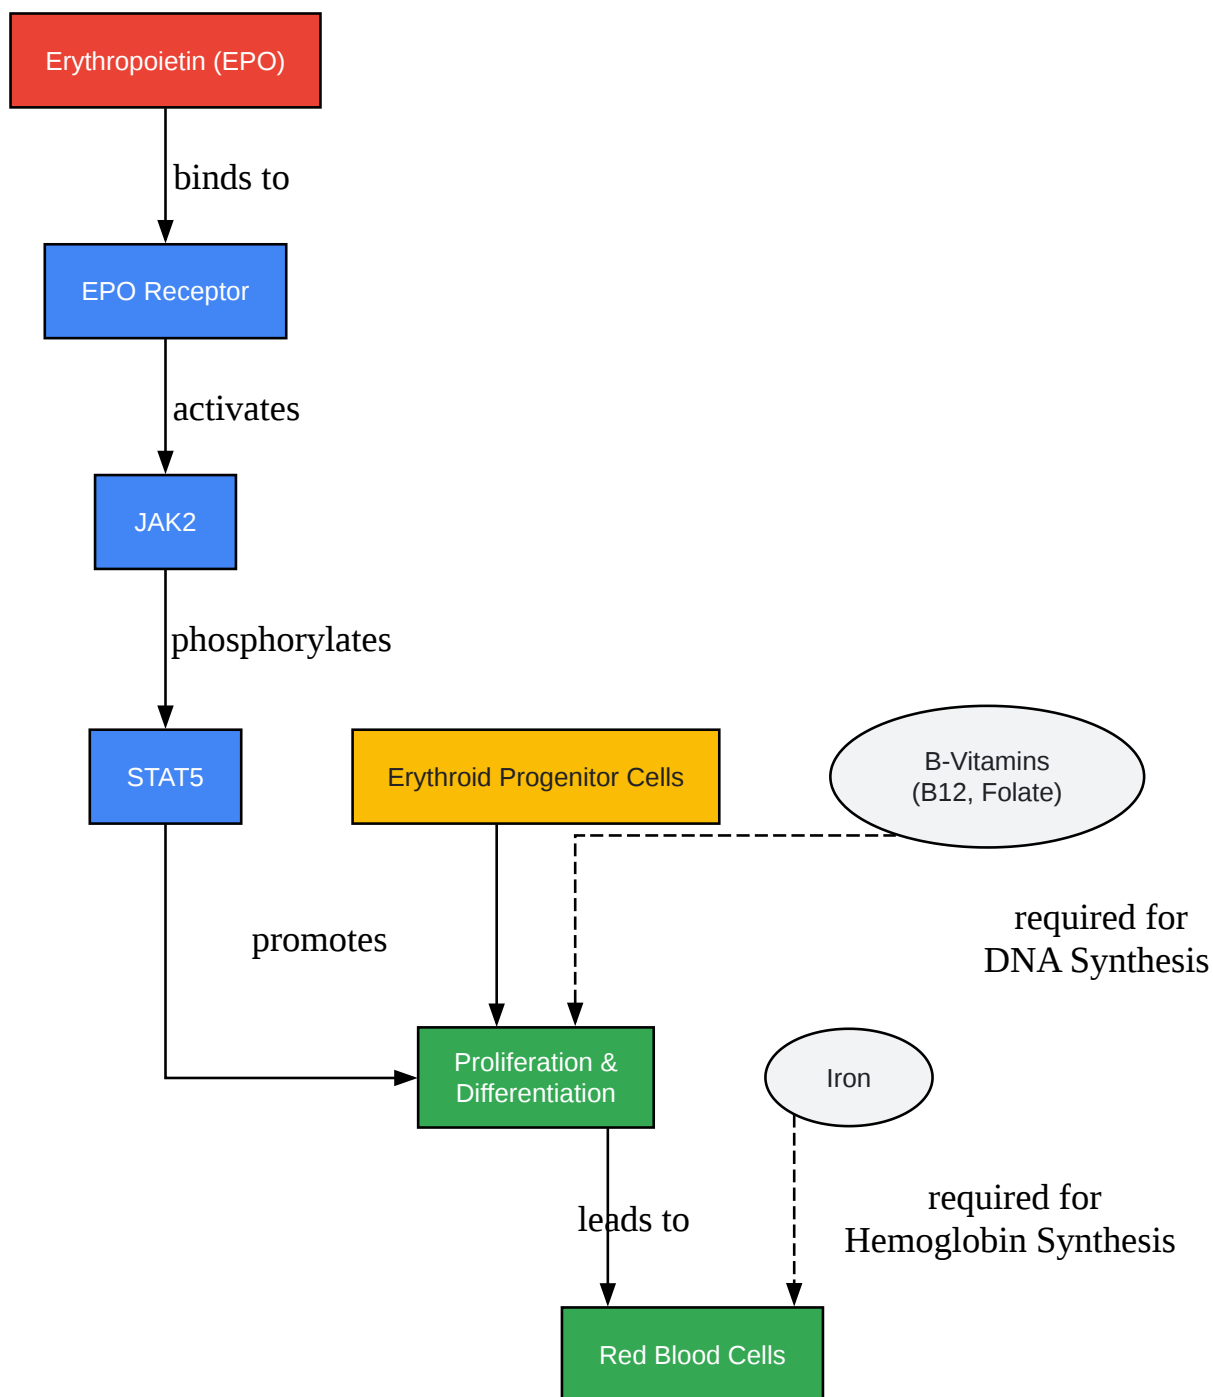 Erythropoietin (EPO)
binds to
EPO Receptor
activates
JAK2
phosphorylates
STAT5
Erythroid Progenitor Cells
B-Vitamins
(B12, Folate)
promotes
required for
DNA Synthesis
Proliferation &
Differentiation
Iron
leads to
required for
Hemoglobin Synthesis
Red Blood Cells